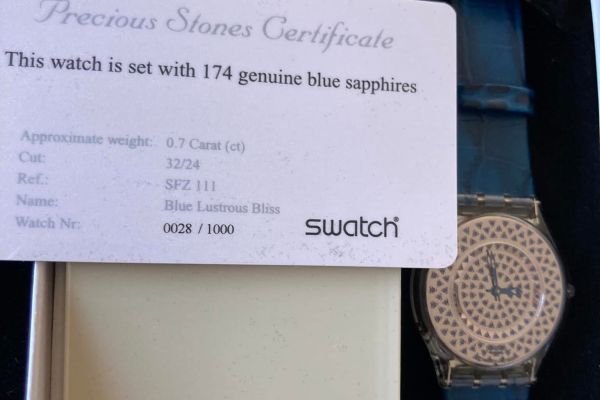 Precious Stones Certificate
This watch is set with 174 genuine blue sapphires
Approximate weight: 0.7 Carat (ct)
Cut: 32/24
Ref.: SFZ 111
Name: Blue Lustrous Bliss
Watch Nr: 0028 / 1000
swatch